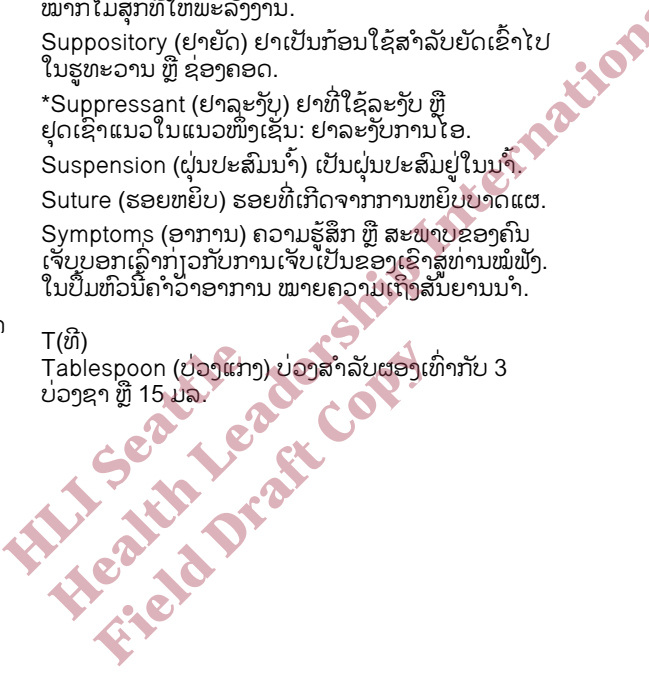 ໝາກໄມ້ສຸກທີ່ໃຫ້ພະລັງງານ.
Suppository (ຢາຍັດ) ຢາເປັນກ້ອນໃຊ້ສຳລັບຍັດເຂົ້າໄປ
ໃນຮູທະວານ ຫຼື ຊ່ອງຄອດ.
*Suppressant (ຢາລະງັບ) ຢາທີ່ໃຊ້ລະງັບ ຫຼື
ຢຸດເຊົາແນວໃນແນວໜຶ່ງເຊັ່ນ: ຢາລະງັບການໄອ.
Suspension (ຝຸ່ນປະສົມນ້ຳ) ເປັນຝຸ່ນປະສົມຢູ່ໃນນ້ຳ.
Suture (ຮອຍຫຍິບ) ຮອຍທີ່ເກີດຈາກການຫຍິບບາດແຜ.
Symptoms (ອາການ) ຄວາມຮູ້ສຶກ ຫຼື ສະພາບຂອງຄົນ
ເຈັບບອກເລົ່າກ່ຽວກັບການເຈັບເປັນຂອງເຂົາສູ່ທ່ານໝໍຟັງ.
ໃນປຶ້ມຫົວນີ້ຄຳວ່າອາການ ໝາຍຄວາມເຖິງສັນຍານນຳ.
T(ທີ)
Tablespoon (ບ່ວງແກງ) ບ່ວງສຳລັບຜອງເທົ່າກັບ 3
ບ່ວງຊາ ຫຼື 15 ມລ.
HLI Seattle
Health Leadership International
Field Draft Copy